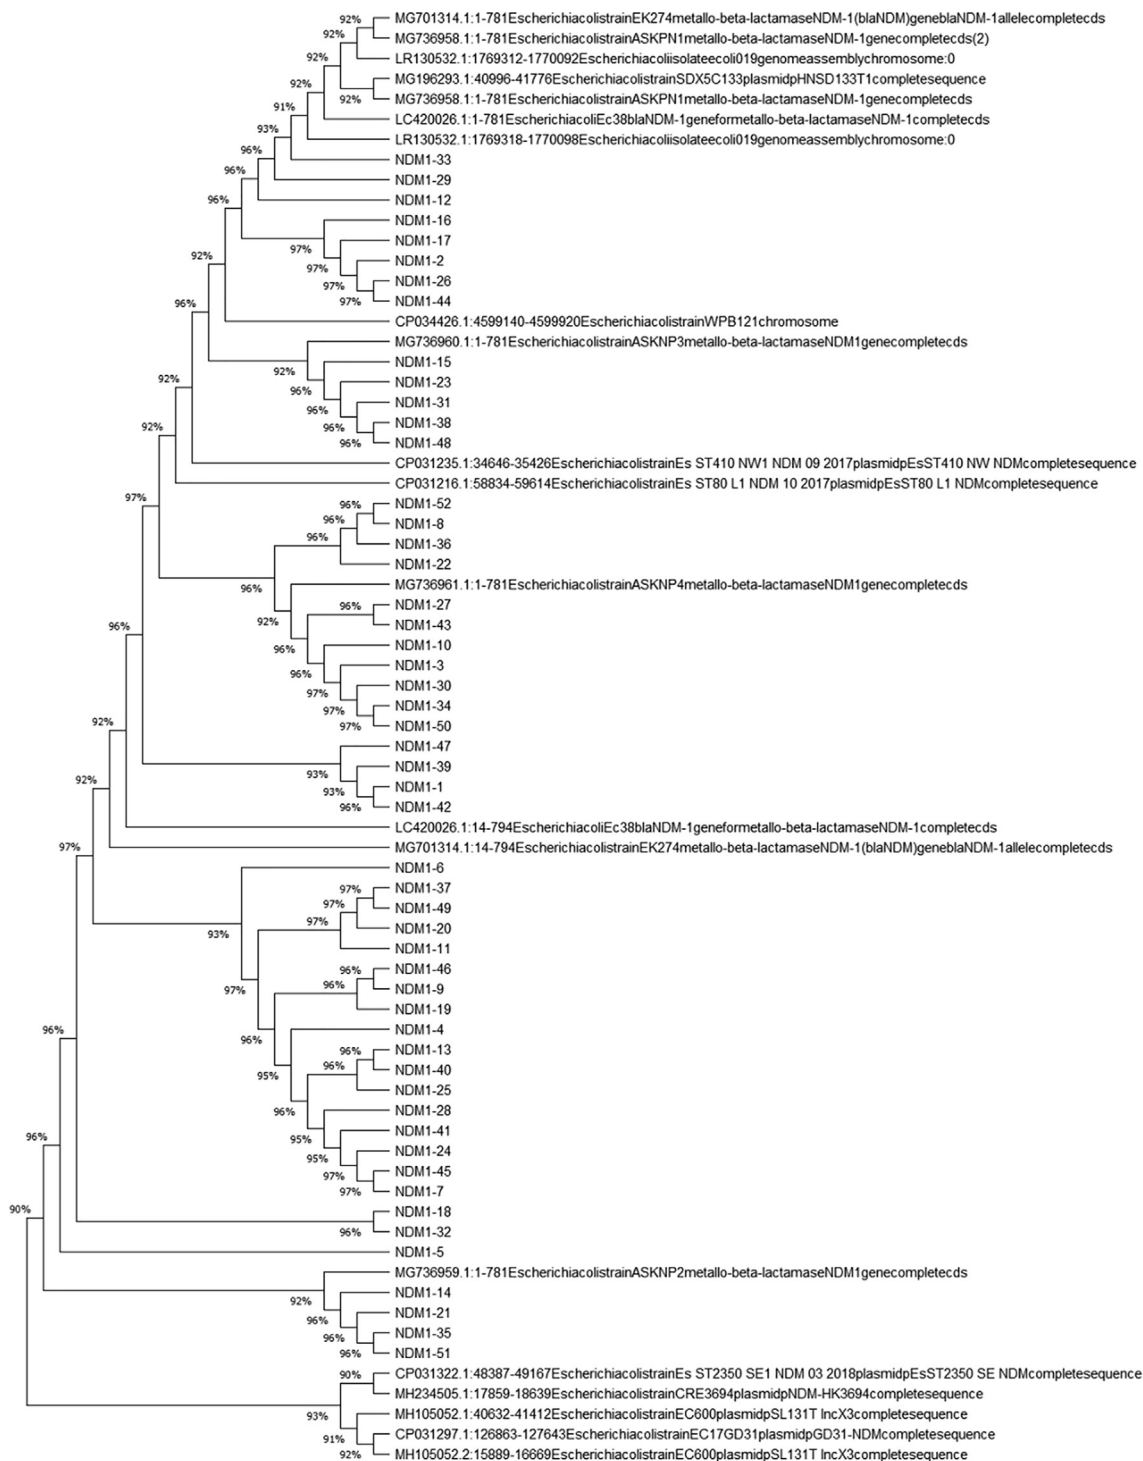 MG701314.1:1-781EscherichiacolistrainEK274metallo-beta-lactamaseNDM-1(blaNDM)geneblaNDM-1allelecompletecds
MG736958.1:1-781EscherichiacolistrainASKPN1metallo-beta-lactamaseNDM-1genecompletecds(2)
LR130532.1:1769312-1770092Escherichiacoliisolateecoli019genomeassemblychromosome:0
MG196293.1:40996-41776EscherichiacolistrainSDX5C133plasmidpHNSD133T1completesequence
MG736958.1:1-781EscherichiacolistrainASKPN1metallo-beta-lactamaseNDM-1genecompletecds
LC420026.1:1-781EscherichiacoliEc38blaNDM-1geneformetallo-beta-lactamaseNDM-1completecds
LR130532.1:1769318-1770098Escherichiacoliisolateecoli019genomeassemblychromosome:0
NDM1-33
NDM1-29
NDM1-12
NDM1-16
NDM1-17
NDM1-2
NDM1-26
NDM1-44
CP034426.1:4599140-4599920EscherichiacolistrainWPB121chromosome
MG736960.1:1-781EscherichiacolistrainASKNP3metallo-beta-lactamaseNDM1genecompletecds
NDM1-15
NDM1-23
NDM1-31
NDM1-38
NDM1-48
CP031235.1:34646-35426EscherichiacolistrainEs ST410 NW1 NDM 09 2017plasmidpEsST410 NW NDMcompletesequence
CP031216.1:58834-59614EscherichiacolistrainEs ST80 L1 NDM 10 2017plasmidpEsST80 L1 NDMcompletesequence
NDM1-52
NDM1-8
NDM1-36
NDM1-22
MG736961.1:1-781EscherichiacolistrainASKNP4metallo-beta-lactamaseNDM1genecompletecds
NDM1-27
NDM1-43
NDM1-10
NDM1-3
NDM1-30
NDM1-34
NDM1-50
NDM1-47
NDM1-39
NDM1-1
NDM1-42
LC420026.1:14-794EscherichiacoliEc38blaNDM-1geneformetallo-beta-lactamaseNDM-1completecds
MG701314.1:14-794EscherichiacolistrainEK274metallo-beta-lactamaseNDM-1(blaNDM)geneblaNDM-1allelecompletecds
NDM1-6
NDM1-37
NDM1-49
NDM1-20
NDM1-11
NDM1-46
NDM1-9
NDM1-19
NDM1-4
NDM1-13
NDM1-40
NDM1-25
NDM1-28
NDM1-41
NDM1-24
NDM1-45
NDM1-7
NDM1-18
NDM1-32
NDM1-5
MG736959.1:1-781EscherichiacolistrainASKNP2metallo-beta-lactamaseNDM1genecompletecds
NDM1-14
NDM1-21
NDM1-35
NDM1-51
CP031322.1:48387-49167EscherichiacolistrainEs ST2350 SE1 NDM 03 2018plasmidpEsST2350 SE NDMcompletesequence
MH234505.1:17859-18639EscherichiacolistrainCRE3694plasmidpNDM-HK3694completesequence
MH105052.1:40632-41412EscherichiacolistrainEC600plasmidpSL131T IncX3completesequence
CP031297.1:126863-127643EscherichiacolistrainEC17GD31plasmidpGD31-NDMcompletesequence
MH105052.2:15889-16669EscherichiacolistrainEC600plasmidpSL131T IncX3completesequence
92%
92%
92%
92%
92%
91%
93%
96%
96%
96%
97%
97%
97%
97%
92%
96%
92%
96%
96%
96%
96%
92%
92%
97%
96%
96%
96%
96%
92%
96%
96%
96%
97%
97%
97%
96%
93%
93%
96%
92%
92%
97%
97%
97%
97%
93%
97%
96%
96%
96%
96%
96%
95%
96%
95%
95%
97%
97%
96%
96%
96%
90%
92%
96%
96%
96%
90%
93%
91%
92%